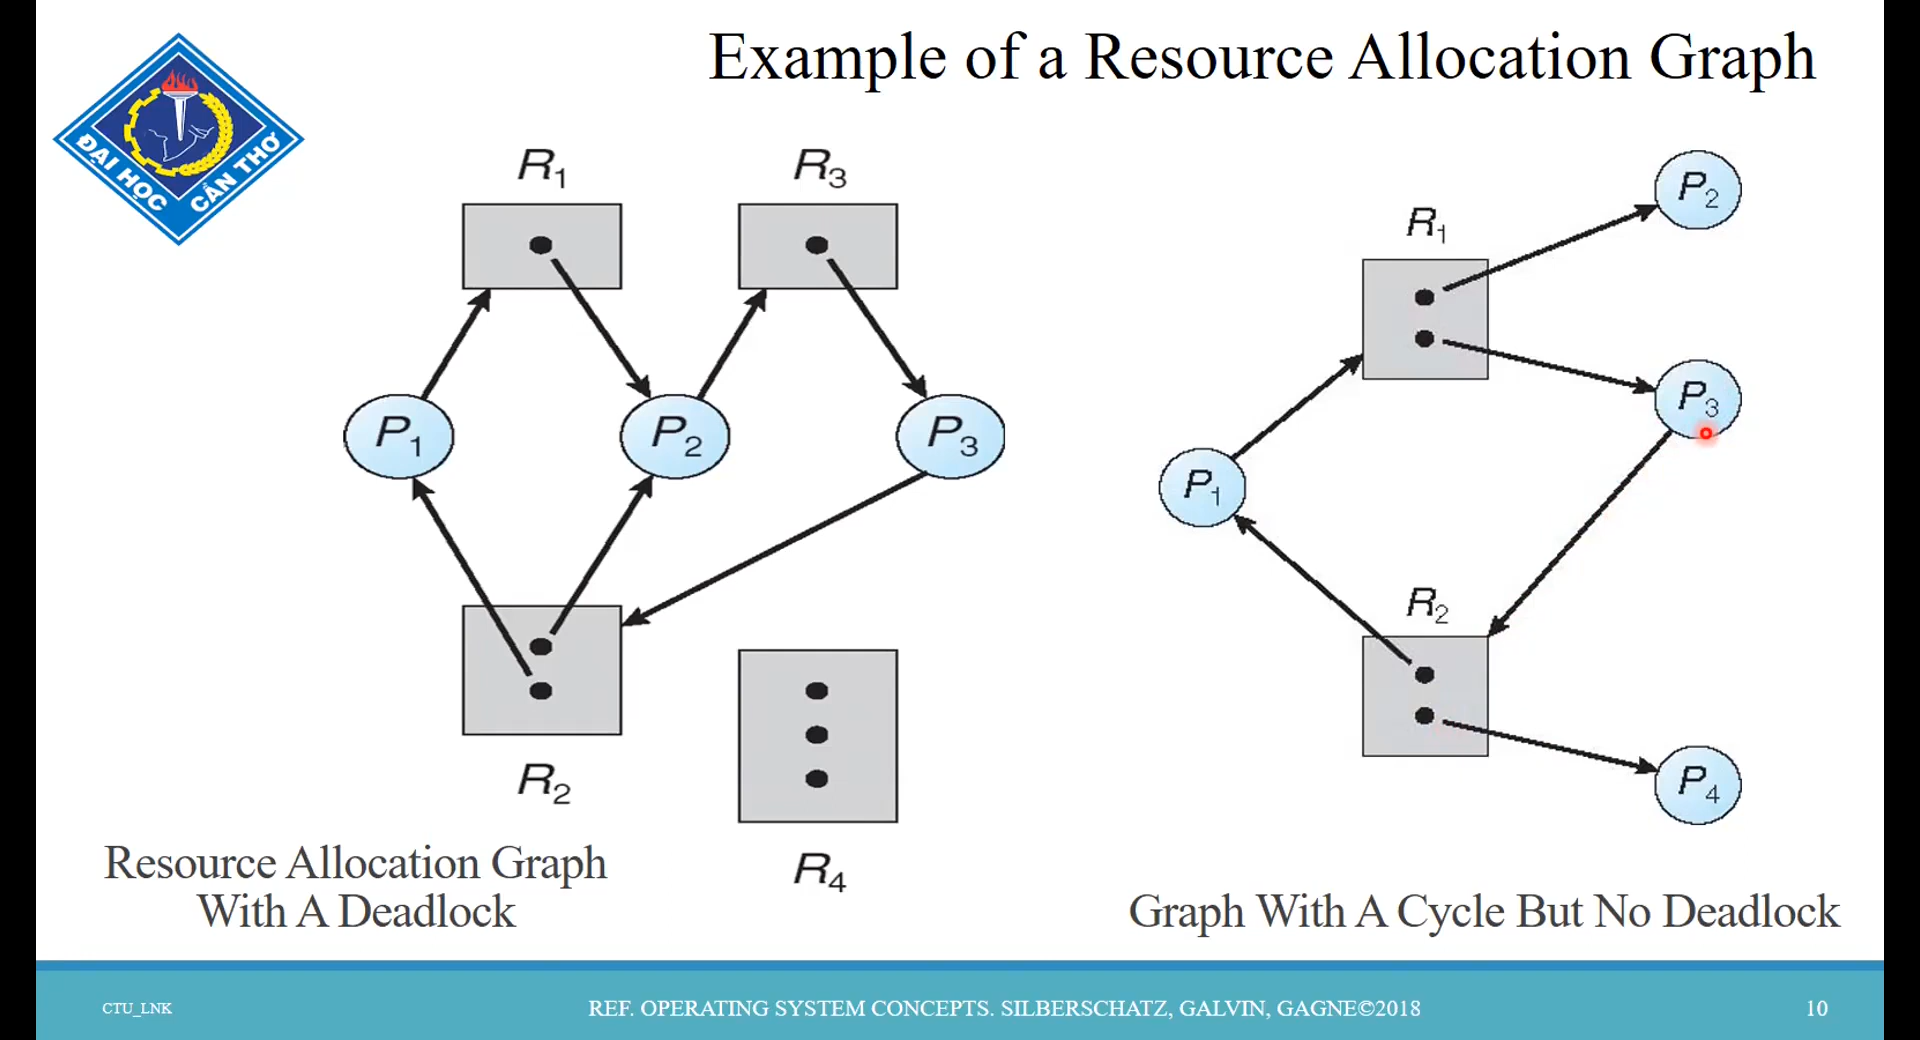 Example of a Resource Allocation Graph
ĐẠI HỌC CẦN THƠ
R1
R3
P1
P2
P3
R2
R4
Resource Allocation Graph
With A Deadlock
P2
R1
P3
P1
R2
P4
Graph With A Cycle But No Deadlock
CTU_LNK
REF. OPERATING SYSTEM CONCEPTS. SILBERSCHATZ, GALVIN, GAGNE©2018
10